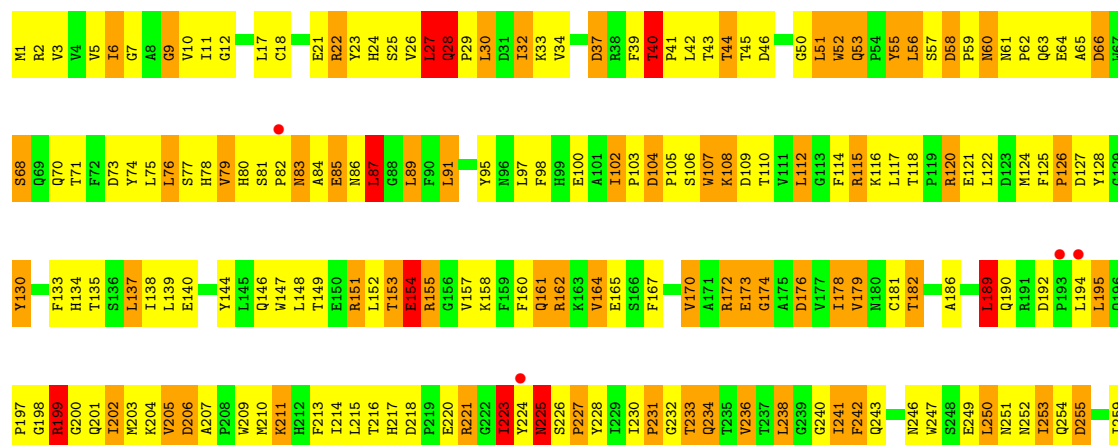 M1 R2 V3 V4 V5 I6 G7 A8 G9 V10 I11 G12 L17 C18 E21 R22 Y23 H24 S25 V26 L27 Q28 P29 L30 D31 I32 K33 V34 D37 R38 F39 T40 P41 L42 T43 T44 T45 D46 G50 L51 W52 Q53 P54 Y55 L56 S57 D58 P59 N60 N61 P62 Q63 E64 A65 D66 W67
S68 Q69 Q70 T71 F72 D73 Y74 L75 L76 S77 H78 V79 H80 S81 P82 N83 A84 E85 N86 L87 G88 L89 F90 L91 Y95 N96 L97 F98 H99 E100 A101 I102 P103 D104 P105 S106 W107 K108 D109 T110 V111 L112 G113 F114 R115 K116 L117 T118 P119 R120 E121 L122 D123 M124 F125 P126 D127 Y128 G129
Y130 F133 H134 T135 S136 L137 I138 L139 E140 Y144 L145 Q146 W147 L148 T149 E150 R151 L152 T153 E154 R155 G156 V157 K158 F159 F160 Q161 R162 K163 V164 E165 S166 F167 V170 A171 R172 E173 G174 A175 D176 V177 I178 V179 N180 C181 T182 A186 L189 Q190 R191 D192 P193 L194 L195 Q196
P197 G198 R199 G200 Q201 I202 M203 K204 V205 D206 A207 P208 W209 M210 K211 H212 F213 I214 L215 T216 H217 D218 P219 E220 R221 G222 I223 Y224 N225 S226 P227 Y228 I229 I230 P231 G232 T233 Q234 T235 V236 T237 L238 G239 G240 I241 F242 Q243 N246 W247 S248 E249 L250 N251 N252 I253 Q254 D255